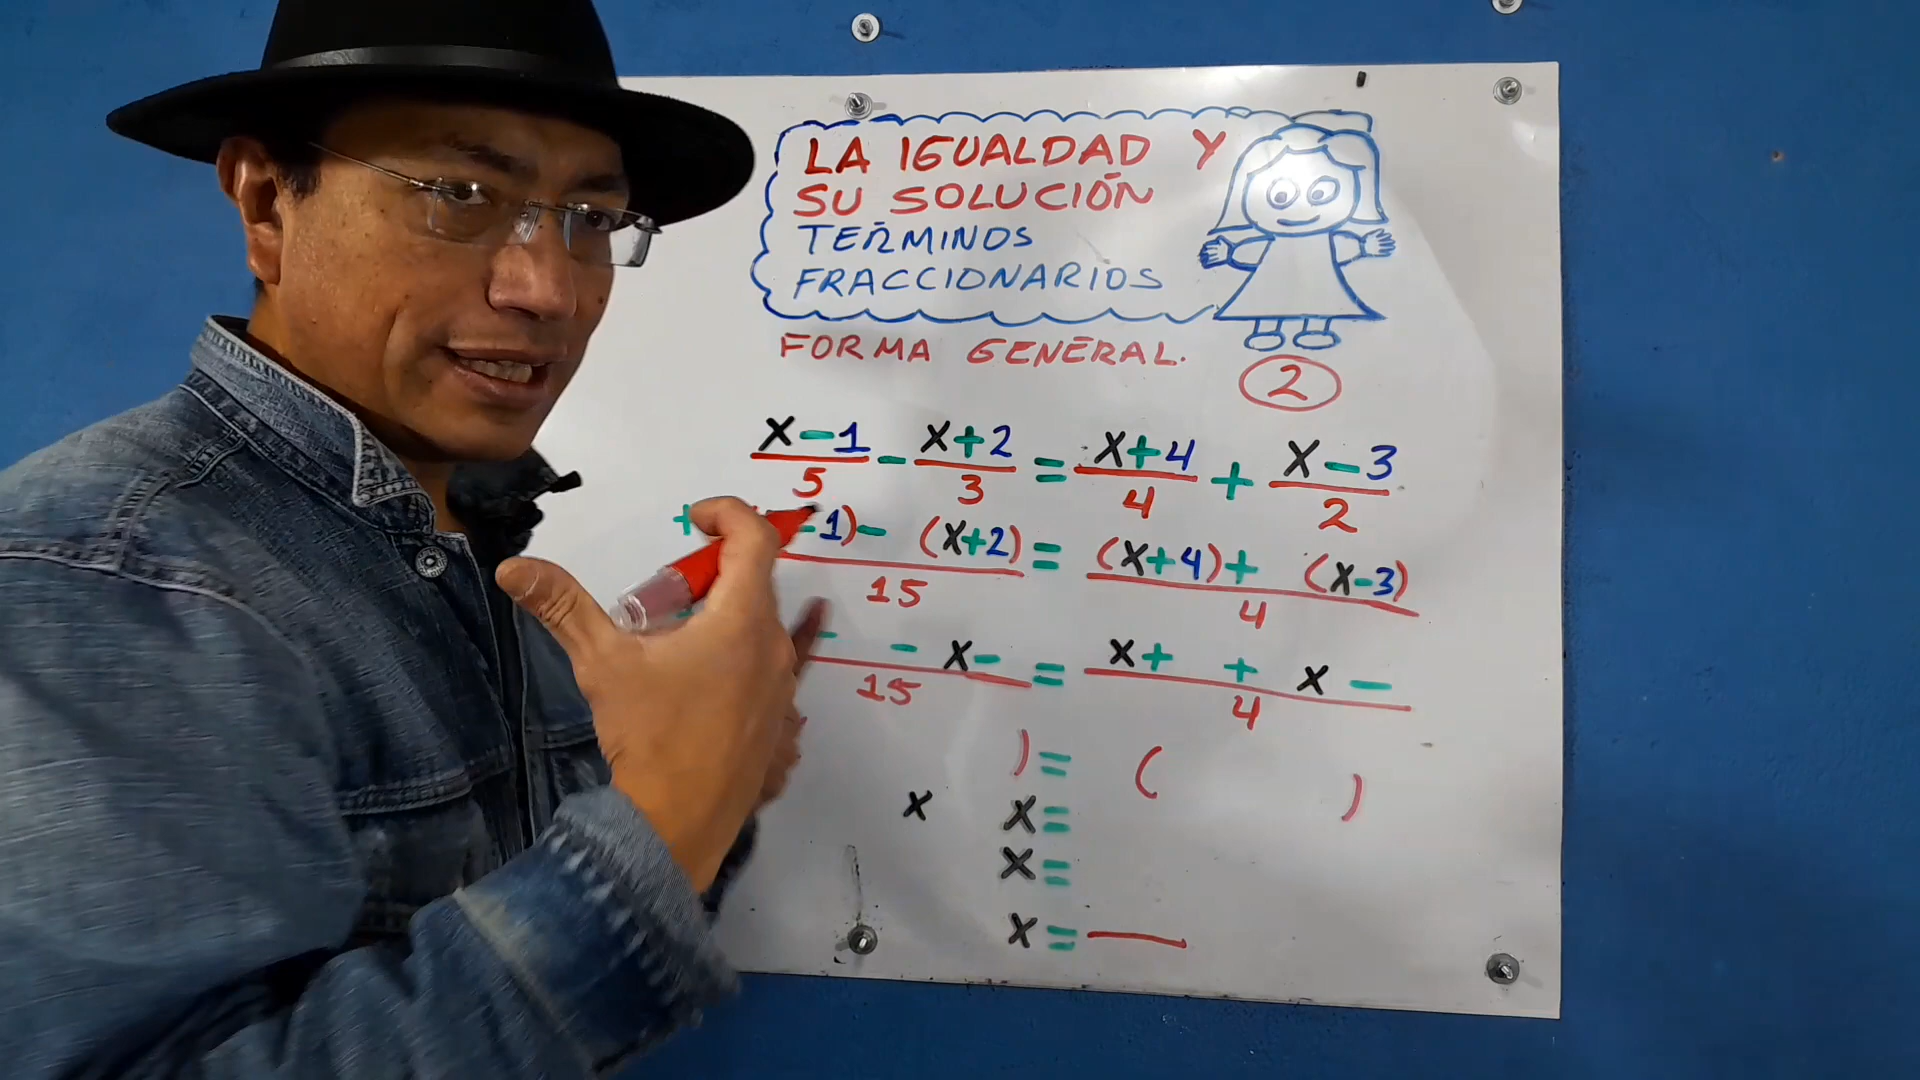 LA IGUALDAD Y
SU SOLUCIÓN
TERMINOS
FRACCIONARIOS
FORMA GENERAL.
2
x-1/5 - x+2/3 = x+4/4 + x-3/2
+ -1) - (x+2)/15 = (x+4)+ (x-3)/4
- - x-/15 = x+ + x -/4
) = ( )
x x=
x=
x=